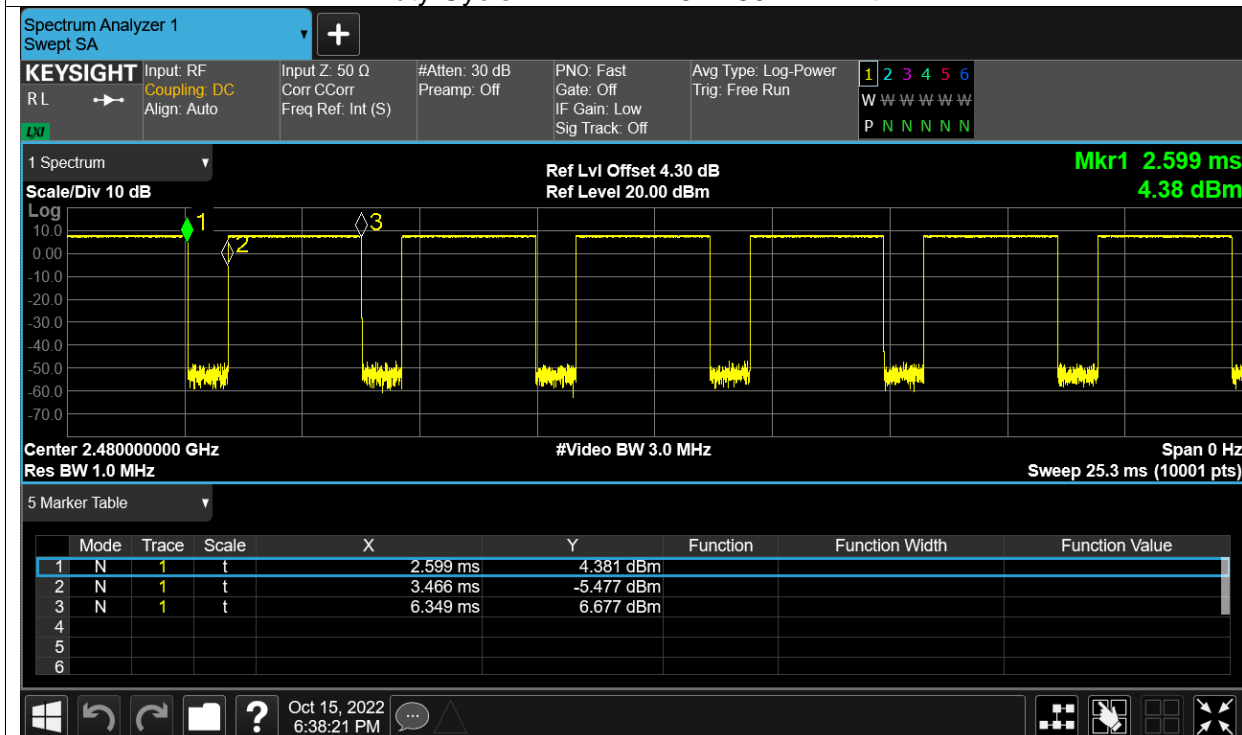 Spectrum Analyzer 1
Swept SA
KEYSIGHT
R L
LXI
Input: RF
Coupling: DC
Align: Auto
Input Z: 50 Ω
Corr CCorr
Freq Ref: Int (S)
#Atten: 30 dB
Preamp: Off
PNO: Fast
Gate: Off
IF Gain: Low
Sig Track: Off
Avg Type: Log-Power
Trig: Free Run
1 2 3 4 5 6
W W W W W W
P N N N N N
1 Spectrum
Scale/Div 10 dB
Ref Lvl Offset 4.30 dB
Ref Level 20.00 dBm
Mkr1 2.599 ms
4.38 dBm
Log
10.0
0.00
-10.0
-20.0
-30.0
-40.0
-50.0
-60.0
-70.0
1
2
3
Center 2.480000000 GHz
#Video BW 3.0 MHz
Span 0 Hz
Res BW 1.0 MHz
Sweep 25.3 ms (10001 pts)
5 Marker Table
Mode Trace Scale X Y Function Function Width Function Value
1 N 1 t 2.599 ms 4.381 dBm
2 N 1 t 3.466 ms -5.477 dBm
3 N 1 t 6.349 ms 6.677 dBm
4
5
6
?
Oct 15, 2022
6:38:21 PM